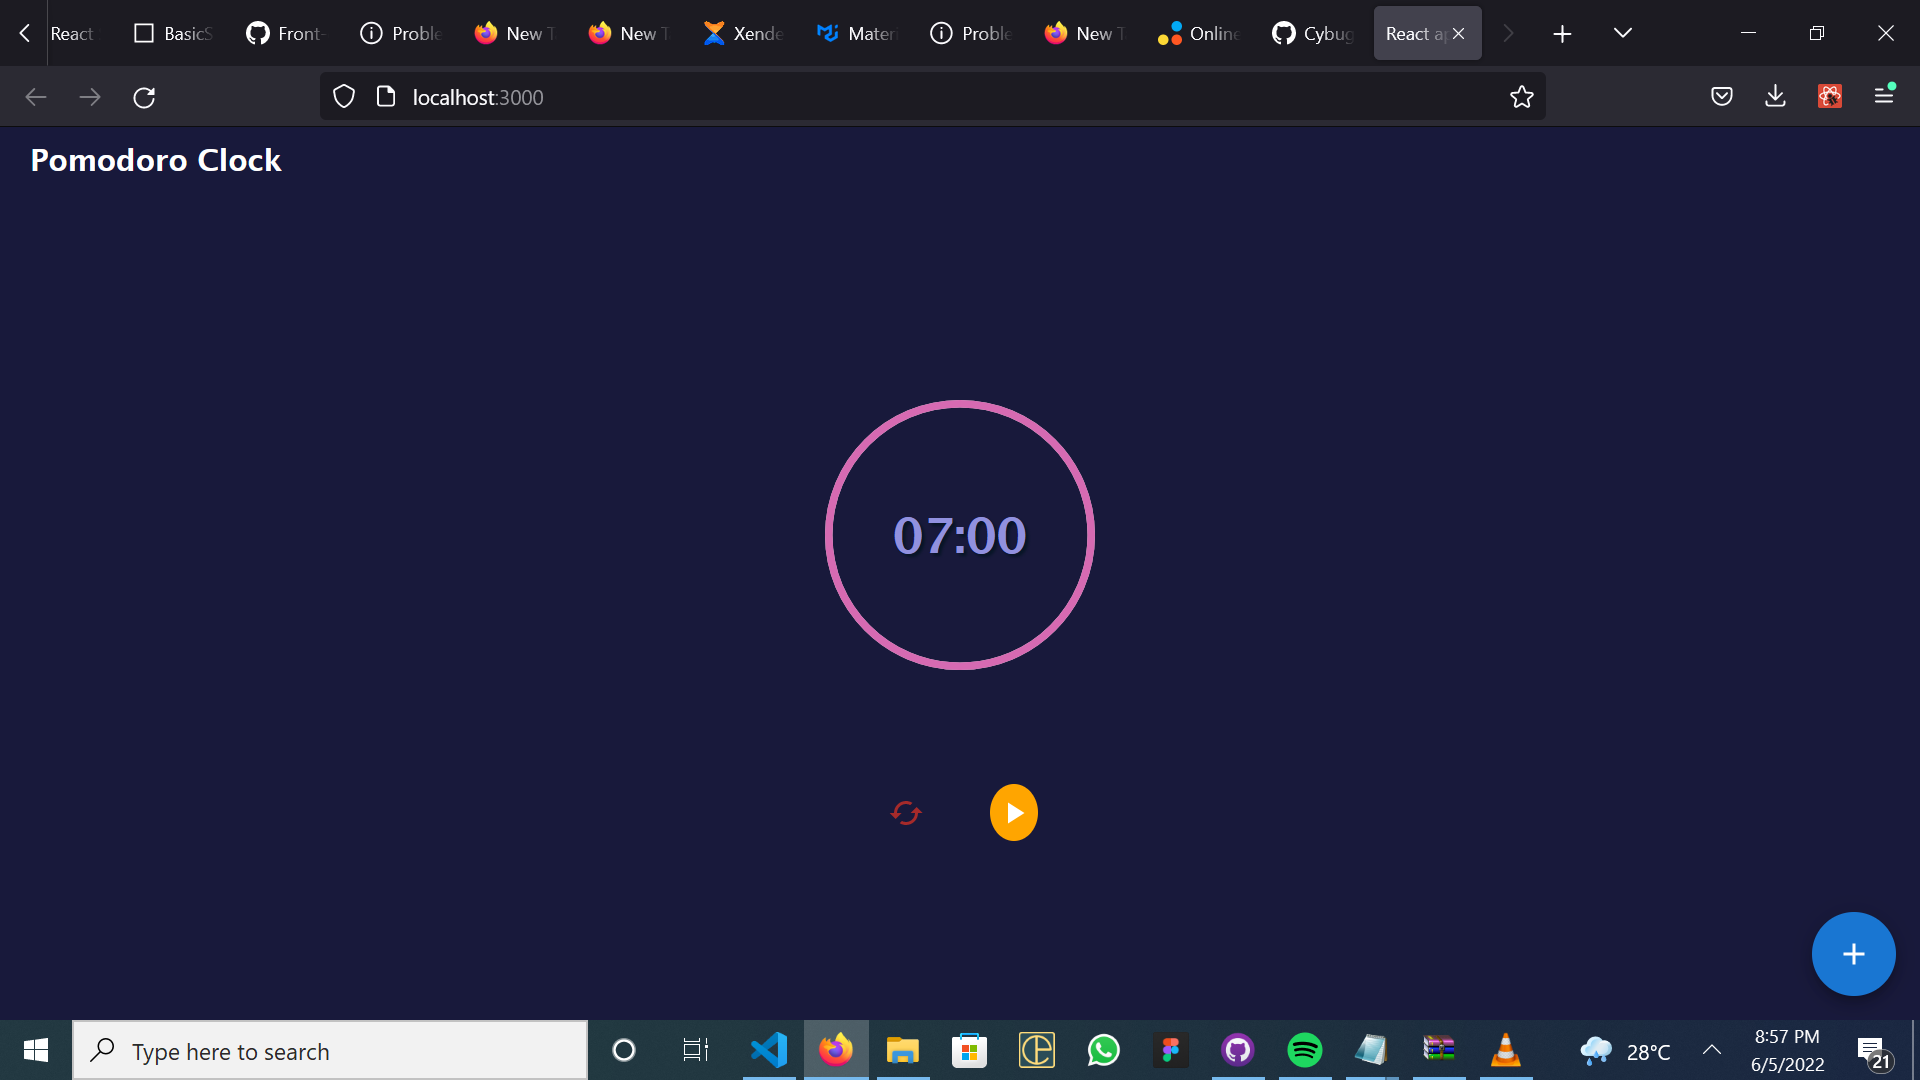 React
BasicS
Front-
Proble
New T
New T
Xende
Materi
Proble
New T
Online
Cybug
React ap
localhost:3000
Pomodoro Clock
07:00
Type here to search
28°C
8:57 PM
6/5/2022
21